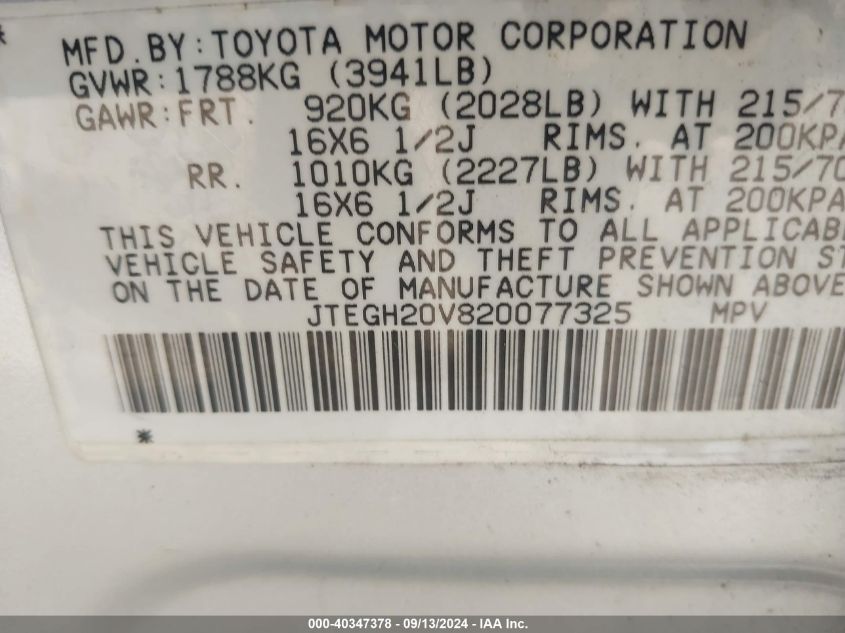 MFD.BY:TOYOTA MOTOR CORPORATION
GVWR:1788KG (3941LB)
GAWR:FRT. 920KG (2028LB) WITH 215/7
16X6 1/2J RIMS. AT 200KPA
RR. 1010KG (2227LB) WITH 215/70
16X6 1/2J RIMS. AT 200KPA
THIS VEHICLE CONFORMS TO ALL APPLICABL
VEHICLE SAFETY AND THEFT PREVENTION ST
ON THE DATE OF MANUFACTURE SHOWN ABOVE
JTEGH20V820077325 MPV
000-40347378 - 09/13/2024 - IAA Inc.